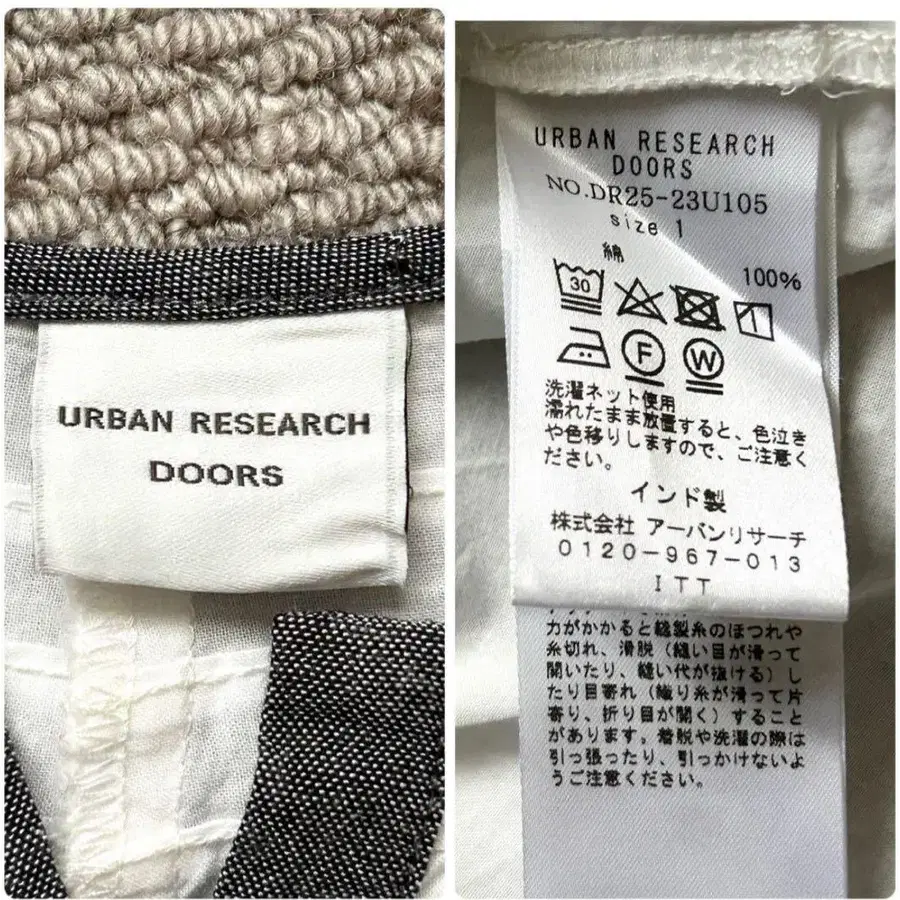 URBAN RESEARCH
DOORS
URBAN RESEARCH
DOORS
NO.DR25-23U105
size 1
綿 100%
30
1
F
W
洗濯ネット使用
濡れたまま放置すると、色泣き
や色移りしますので、ご注意く
ださい。
インド製
株式会社 アーバンリサーチ
0120-967-013
ITT
力がかかると縫製糸のほつれや
糸切れ、滑脱(縫い目が滑って
開いたり、縫い代が抜ける)し
たり目寄れ(織り糸が滑って片
寄り、折り目が開く)すること
があります。着脱や洗濯の際は
引っ張ったり、引っかけないよ
うご注意ください。